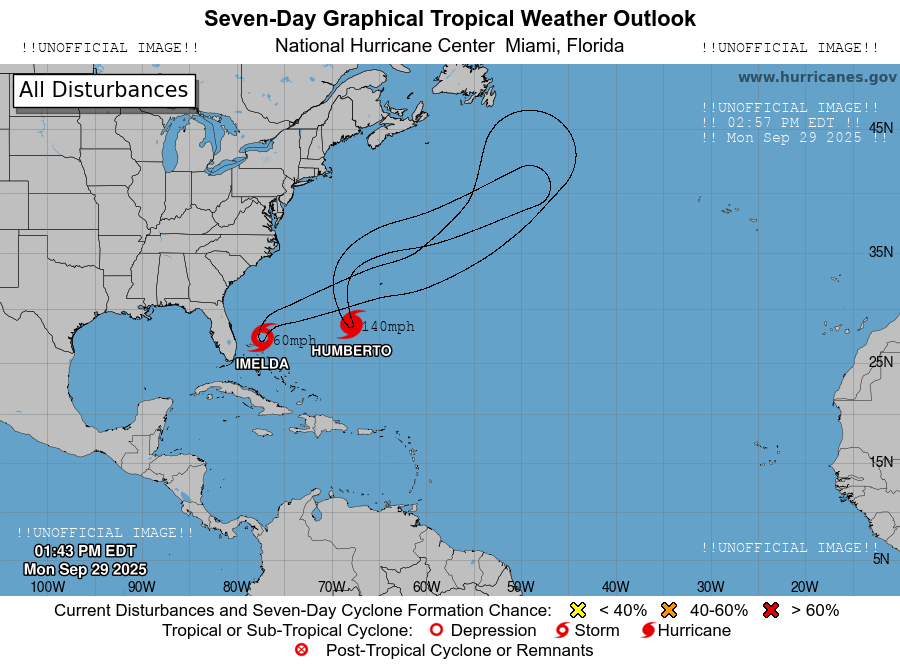 Seven-Day Graphical Tropical Weather Outlook
!!UNOFFICIAL IMAGE!! National Hurricane Center Miami, Florida !!UNOFFICIAL IMAGE!!
www.hurricanes.gov
All Disturbances
!!UNOFFICIAL IMAGE!!
!! 02:57 PM EDT !!
!! Mon Sep 29 2025 !!
45N
35N
140mph
60mph
HUMBERTO
IMELDA
25N
15N
!!UNOFFICIAL IMAGE!!
01:43 PM EDT
Mon Sep 29 2025
!!UNOFFICIAL IMAGE!!
5N
100W 90W 80W 70W 60W 50W 40W 30W 20W
Current Disturbances and Seven-Day Cyclone Formation Chance: < 40% 40-60% > 60%
Tropical or Sub-Tropical Cyclone: Depression Storm Hurricane
Post-Tropical Cyclone or Remnants